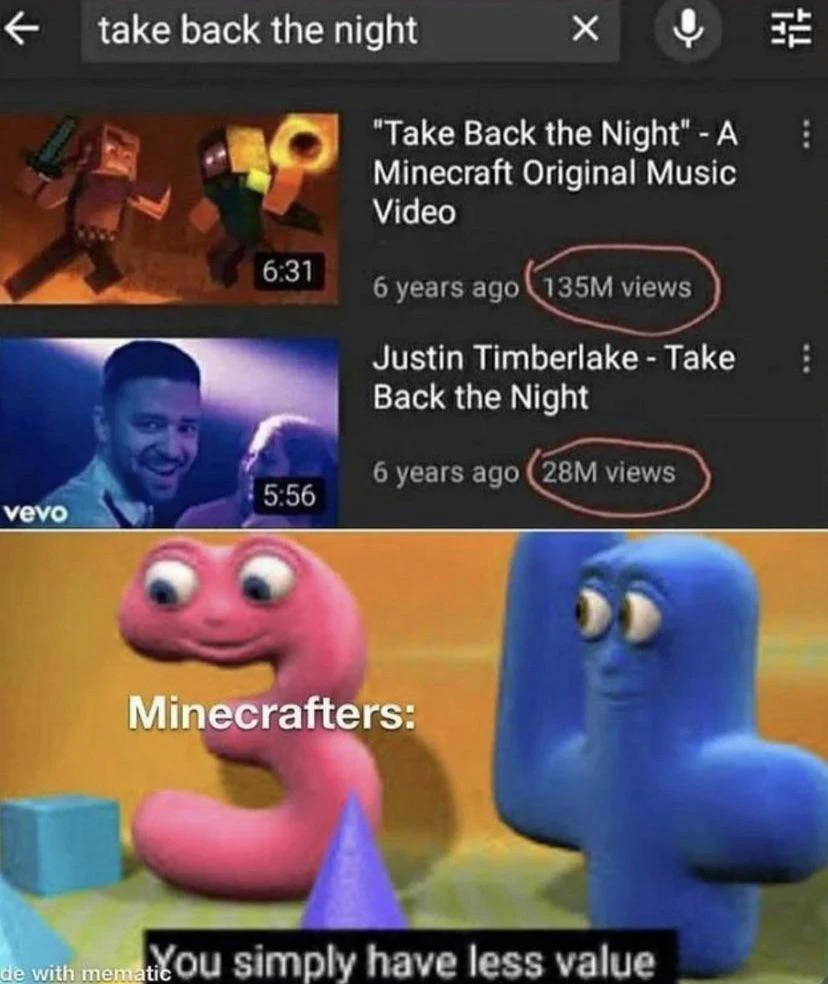 take back the night
"Take Back the Night" - A
Minecraft Original Music
Video
6:31
6 years ago 135M views
Justin Timberlake - Take
Back the Night
5:56
6 years ago 28M views
vevo
Minecrafters:
You simply have less value
de with mematic